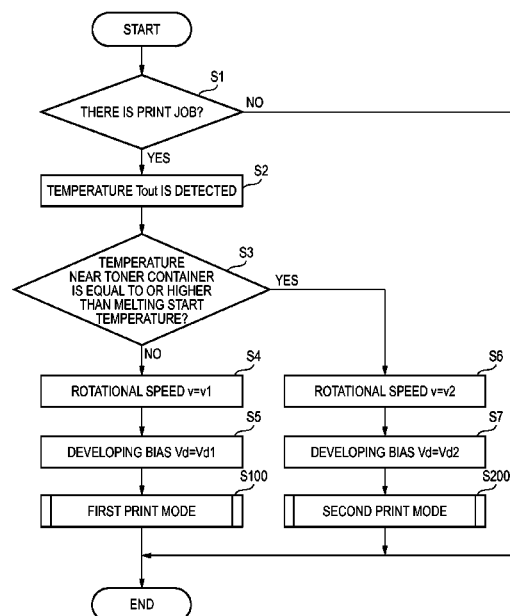 START
S1
THERE IS PRINT JOB?
NO
YES
S2
TEMPERATURE Tout IS DETECTED
S3
TEMPERATURE
NEAR TONER CONTAINER
IS EQUAL TO OR HIGHER
THAN MELTING START
TEMPERATURE?
YES
NO
S4
ROTATIONAL SPEED v=v1
S6
ROTATIONAL SPEED v=v2
S5
DEVELOPING BIAS Vd=Vd1
S7
DEVELOPING BIAS Vd=Vd2
S100
FIRST PRINT MODE
S200
SECOND PRINT MODE
END